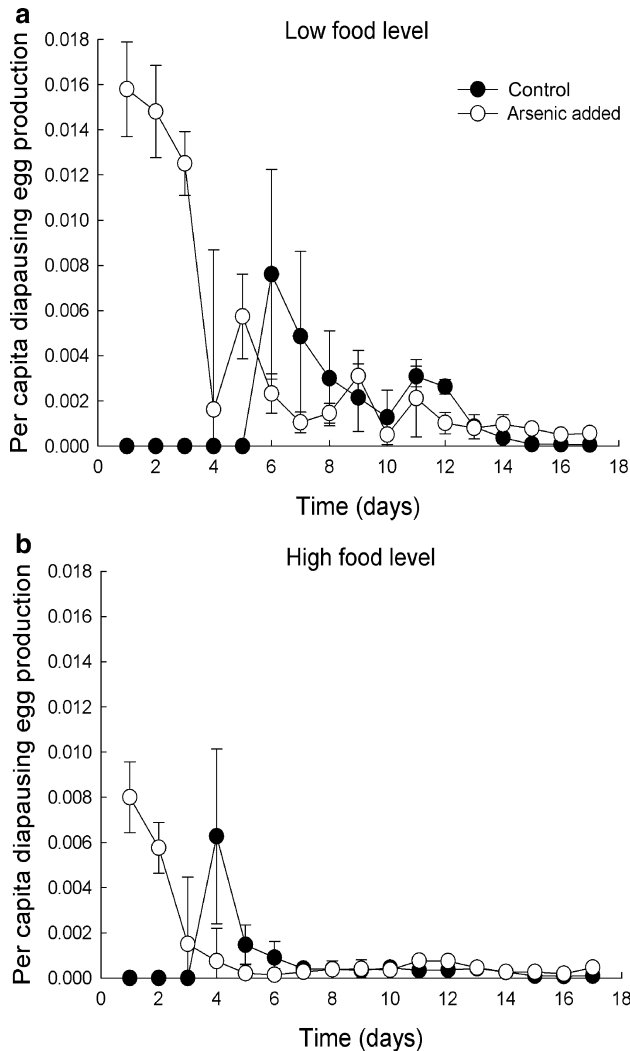 a
Low food level
Per capita diapausing egg production
0.018
0.016
0.014
0.012
0.010
0.008
0.006
0.004
0.002
0.000
Control
Arsenic added
0 2 4 6 8 10 12 14 16 18
Time (days)
b
High food level
Per capita diapausing egg production
0.018
0.016
0.014
0.012
0.010
0.008
0.006
0.004
0.002
0.000
0 2 4 6 8 10 12 14 16 18
Time (days)